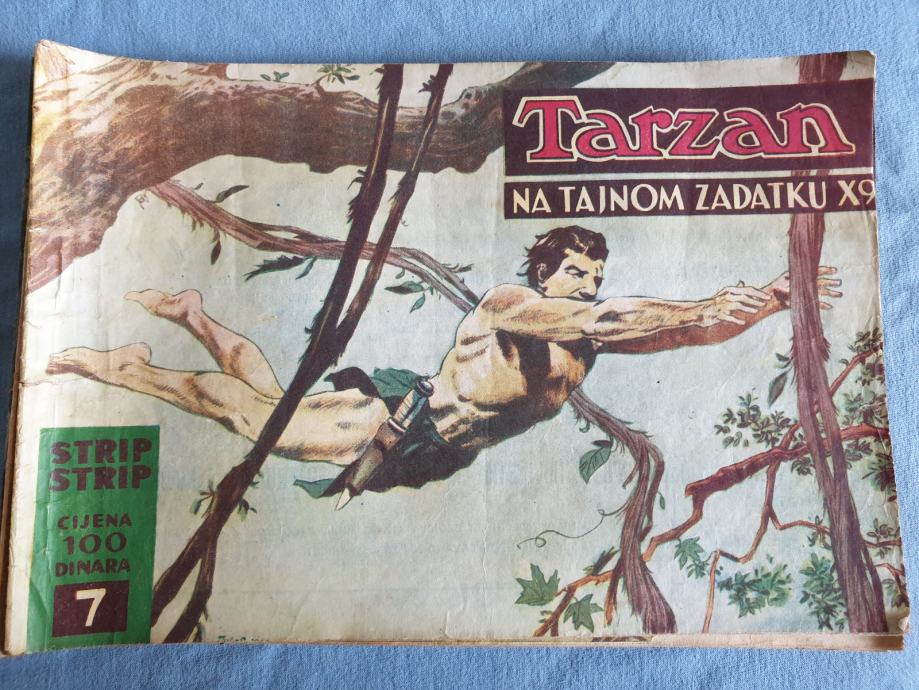 Tarzan
NA TAJNOM ZADATKU X9
STRIP
STRIP
CIJENA
100
DINARA
7